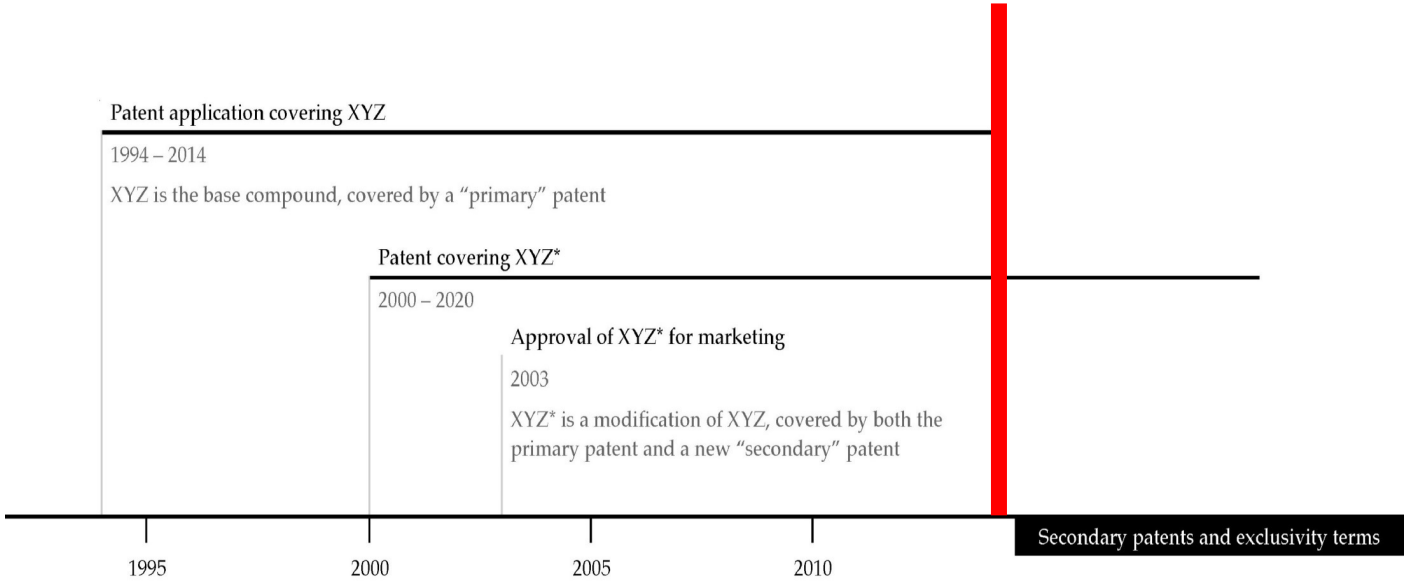 Patent application covering XYZ
1994 – 2014
XYZ is the base compound, covered by a “primary” patent
Patent covering XYZ*
2000 – 2020
Approval of XYZ* for marketing
2003
XYZ* is a modification of XYZ, covered by both the
primary patent and a new “secondary” patent
Secondary patents and exclusivity terms
1995 2000 2005 2010